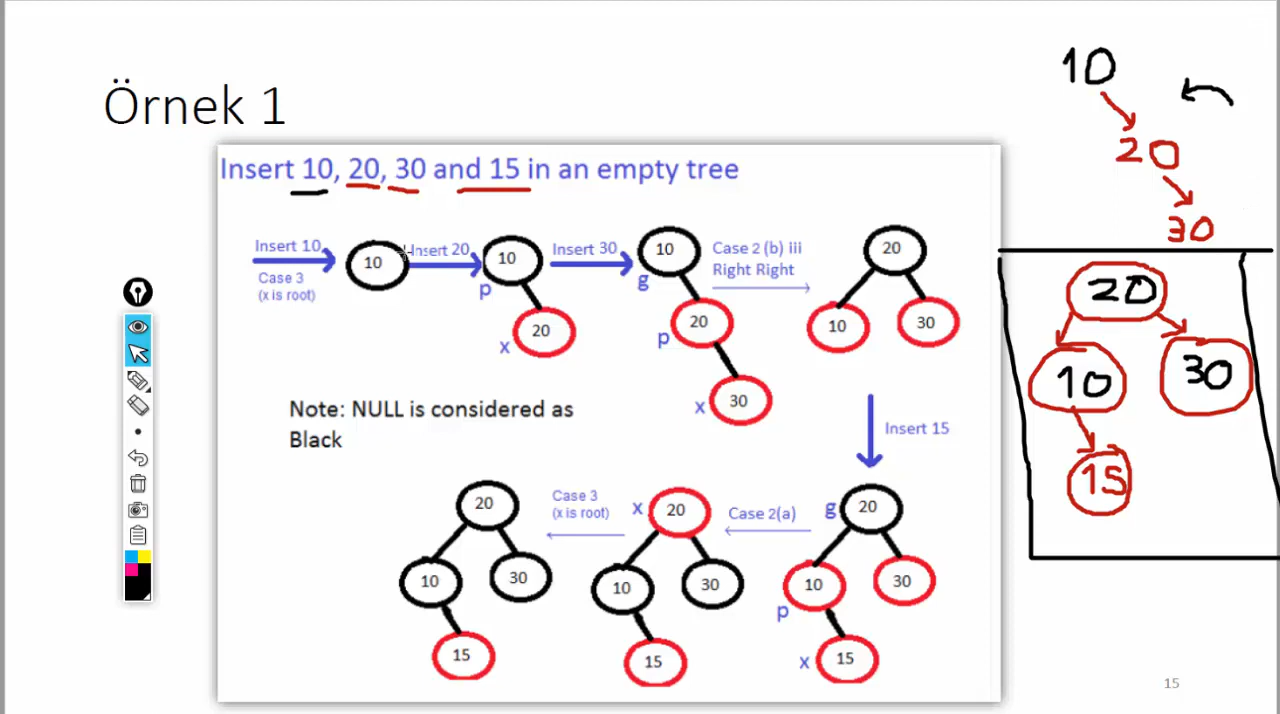 Örnek 1
Insert 10, 20, 30 and 15 in an empty tree
Insert 10
Case 3
(x is root)
10
Insert 20
10
p
20
x
Insert 30
10
g
20
p
30
x
Case 2 (b) iii
Right Right
20
10
30
Note: NULL is considered as
Black
Insert 15
20
g
10
30
p
15
x
Case 2(a)
x
20
10
30
15
Case 3
(x is root)
20
10
30
15
10
20
30
20
10
30
15
15